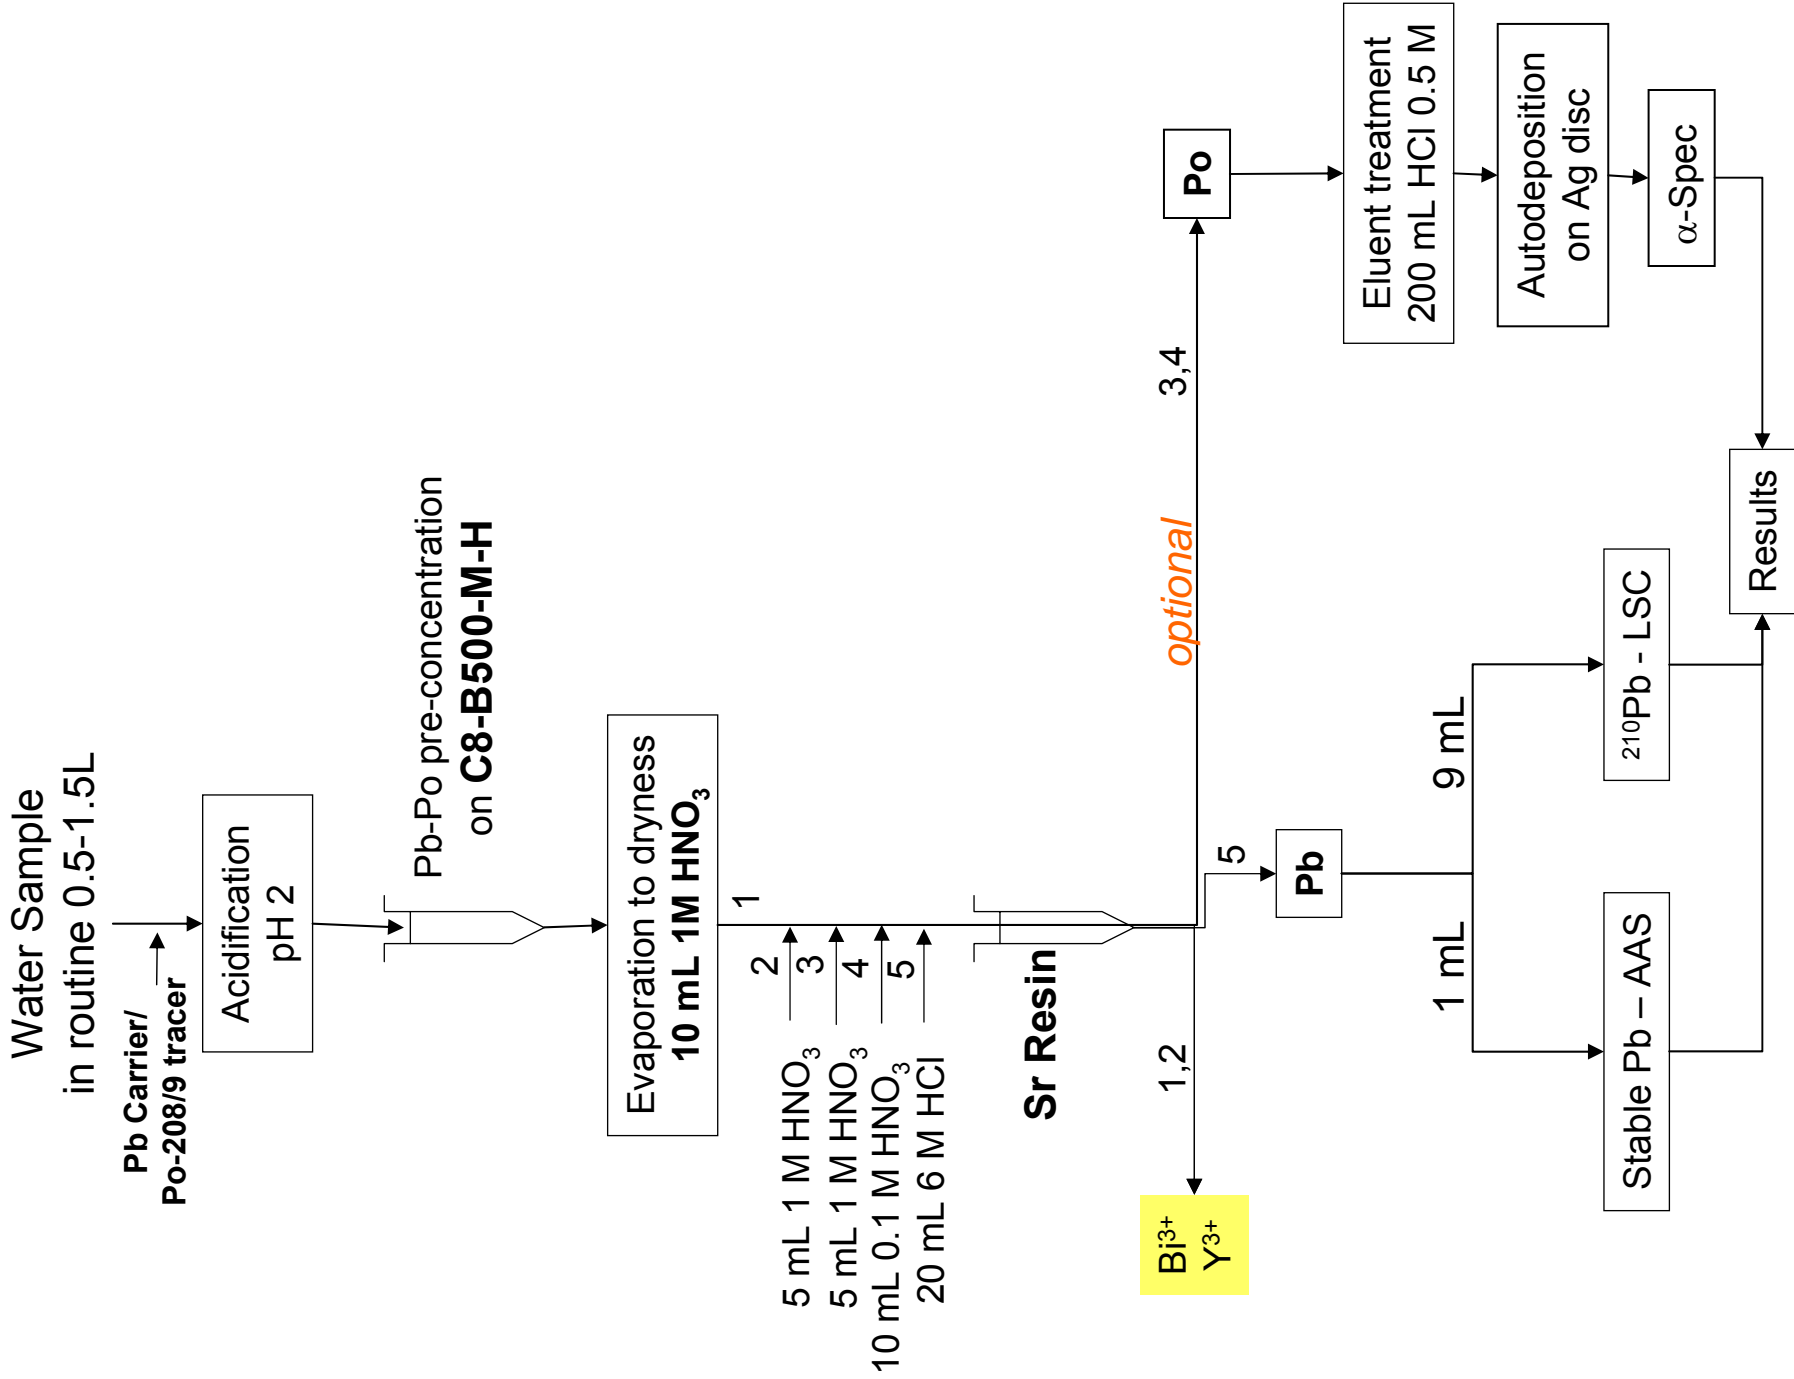 Water Sample
in routine 0.5-1.5L
Pb Carrier/
Po-208/9 tracer
Acidification
pH 2
Pb-Po pre-concentration
on C8-B500-M-H
Evaporation to dryness
10 mL 1M HNO₃
1
2
3
4
5
5 mL 1 M HNO₃
5 mL 1 M HNO₃
10 mL 0.1 M HNO₃
20 mL 6 M HCl
Sr Resin
1,2
Bi³⁺
Y³⁺
optional
3,4
5
Po
Pb
Eluent treatment
200 mL HCl 0.5 M
Autodeposition
on Ag disc
α-Spec
1 mL
9 mL
Stable Pb – AAS
²¹⁰Pb - LSC
Results